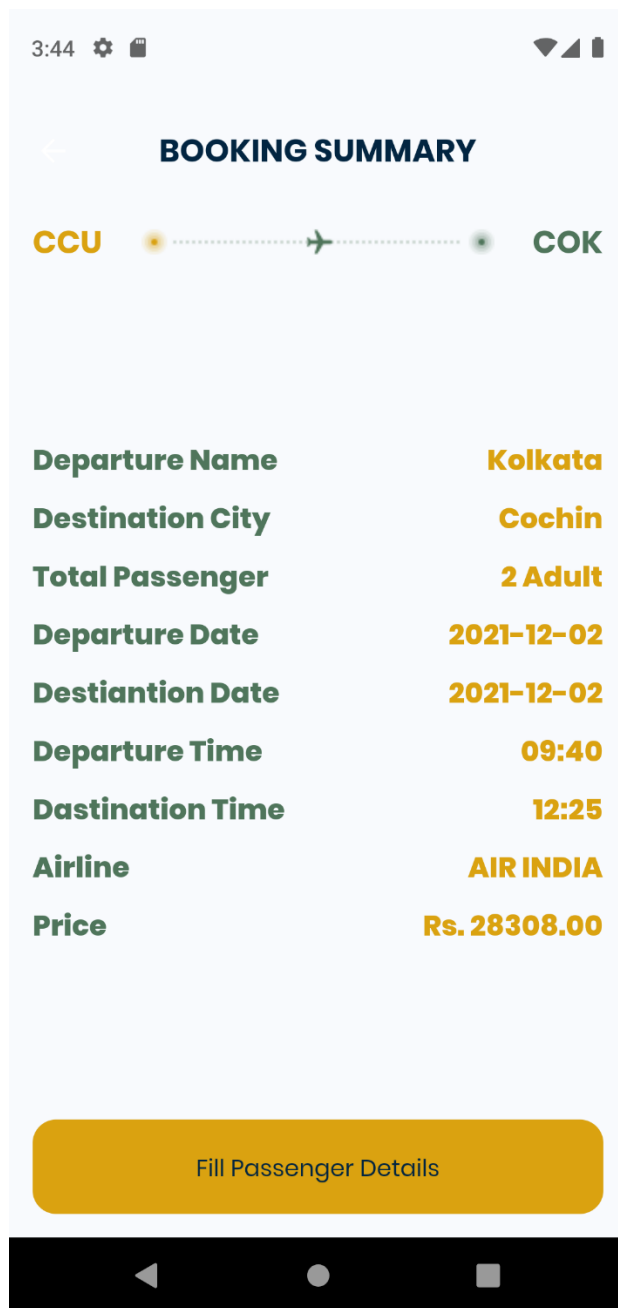 3:44
BOOKING SUMMARY
CCU COK
Departure Name Kolkata
Destination City Cochin
Total Passenger 2 Adult
Departure Date 2021-12-02
Destiantion Date 2021-12-02
Departure Time 09:40
Dastination Time 12:25
Airline AIR INDIA
Price Rs. 28308.00
Fill Passenger Details